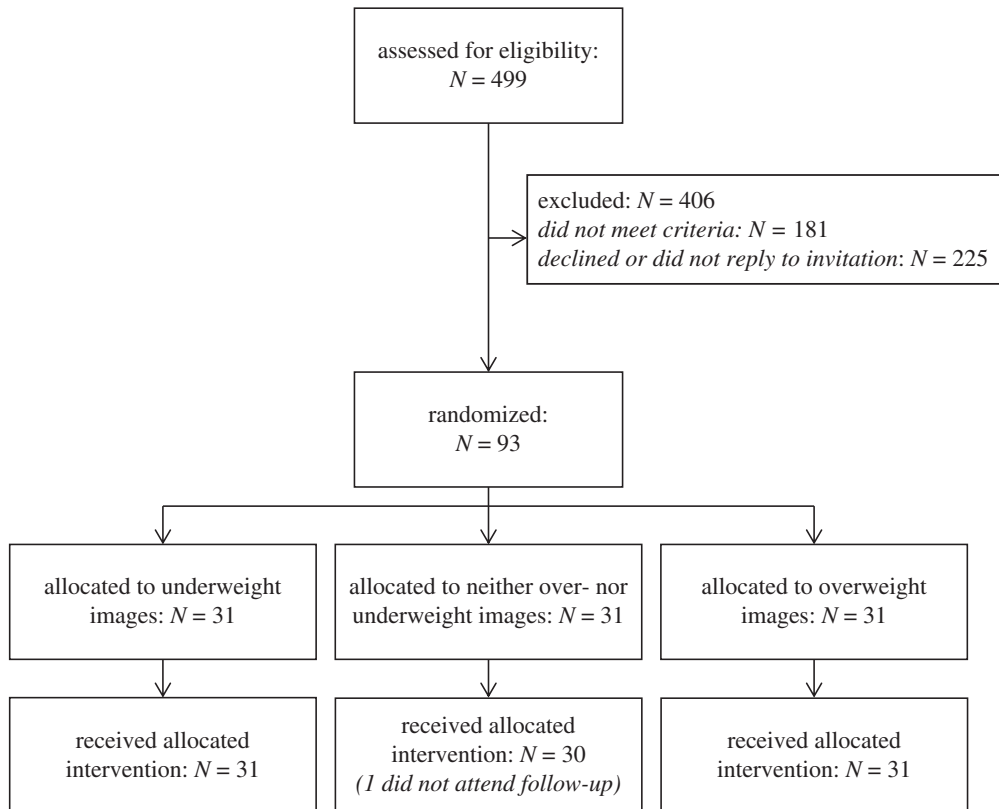 assessed for eligibility:
N = 499
excluded: N = 406
did not meet criteria: N = 181
declined or did not reply to invitation: N = 225
randomized:
N = 93
allocated to underweight
images: N = 31
allocated to neither over- nor
underweight images: N = 31
allocated to overweight
images: N = 31
received allocated
intervention: N = 31
received allocated
intervention: N = 30
(1 did not attend follow-up)
received allocated
intervention: N = 31